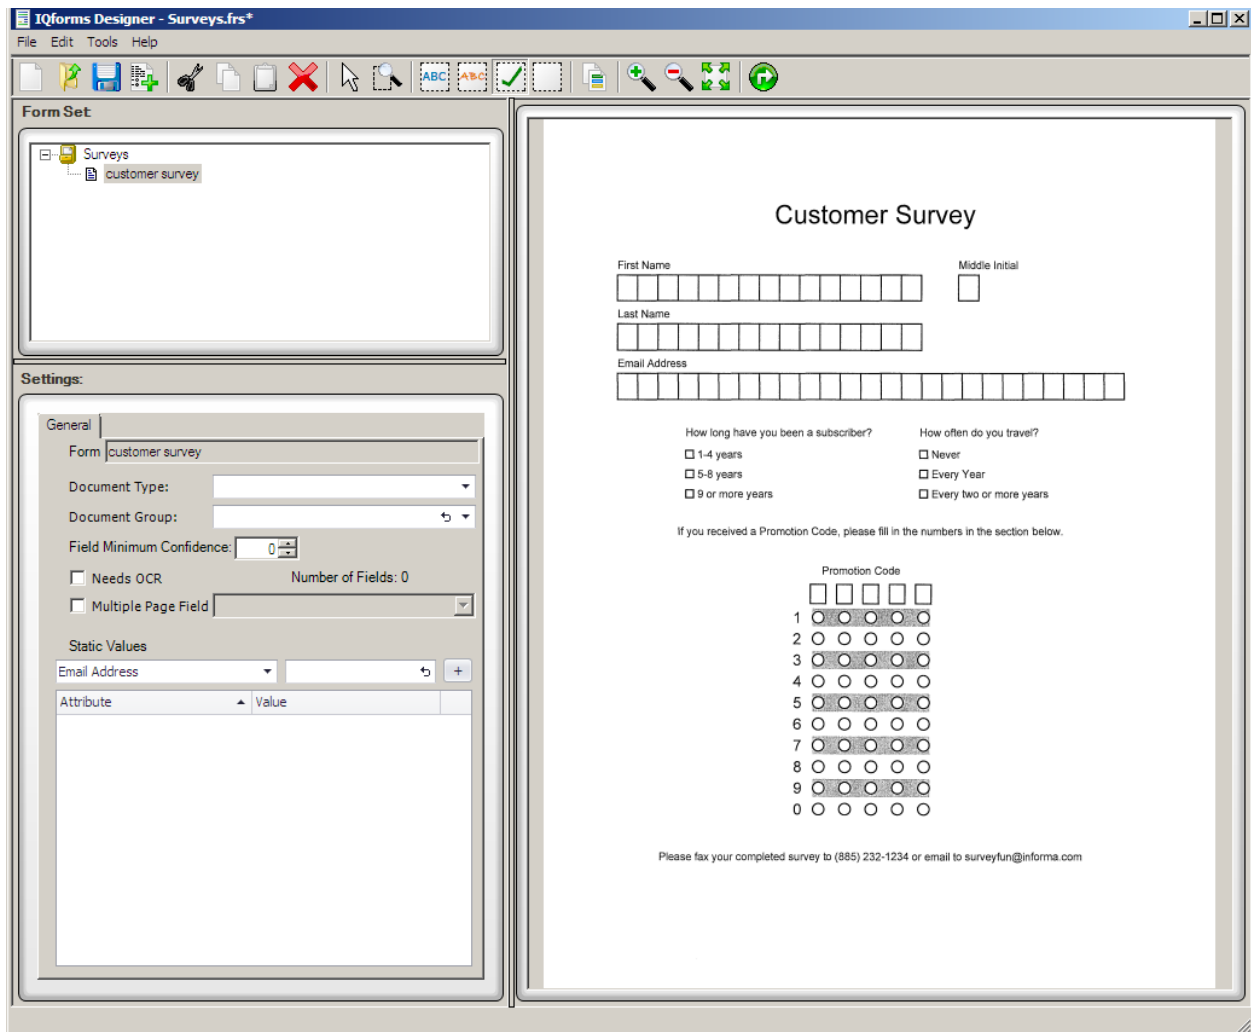 IQforms Designer - Surveys.frs*
File Edit Tools Help
ABC ABC
Form Set:
Surveys
customer survey
Settings:
General
Form customer survey
Document Type:
Document Group:
Field Minimum Confidence: 0
Needs OCR Number of Fields: 0
Multiple Page Field
Static Values
Email Address +
Attribute Value
Customer Survey
First Name Middle Initial
Last Name
Email Address
How long have you been a subscriber? How often do you travel?
1-4 years Never
5-8 years Every Year
9 or more years Every two or more years
If you received a Promotion Code, please fill in the numbers in the section below.
Promotion Code
1
2
3
4
5
6
7
8
9
0
Please fax your completed survey to (885) 232-1234 or email to surveyfun@informa.com